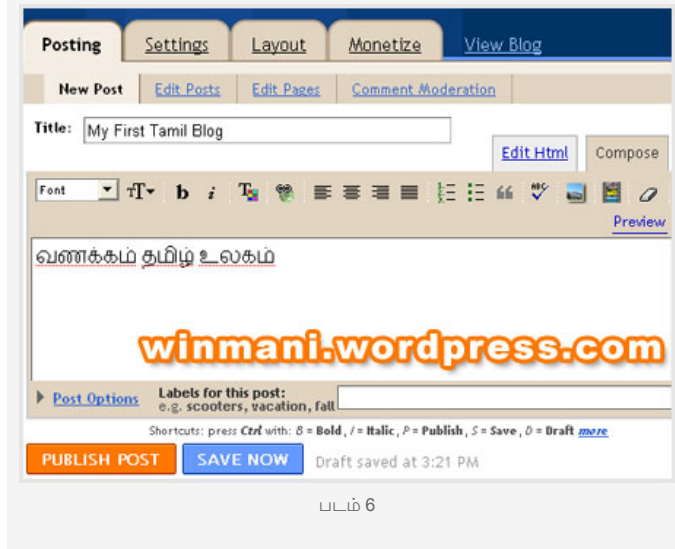 Posting Settings Layout Monetize View Blog
New Post Edit Posts Edit Pages Comment Moderation
Title: My First Tamil Blog
Edit Html Compose
Font T b i T ABC
Preview
வணக்கம் தமிழ் உலகம்
winmani.wordpress.com
Post Options Labels for this post:
e.g. scooters, vacation, fall
Shortcuts: press Ctrl with: B = Bold, I = Italic, P = Publish, S = Save, D = Draft more
PUBLISH POST SAVE NOW Draft saved at 3:21 PM
படம் 6